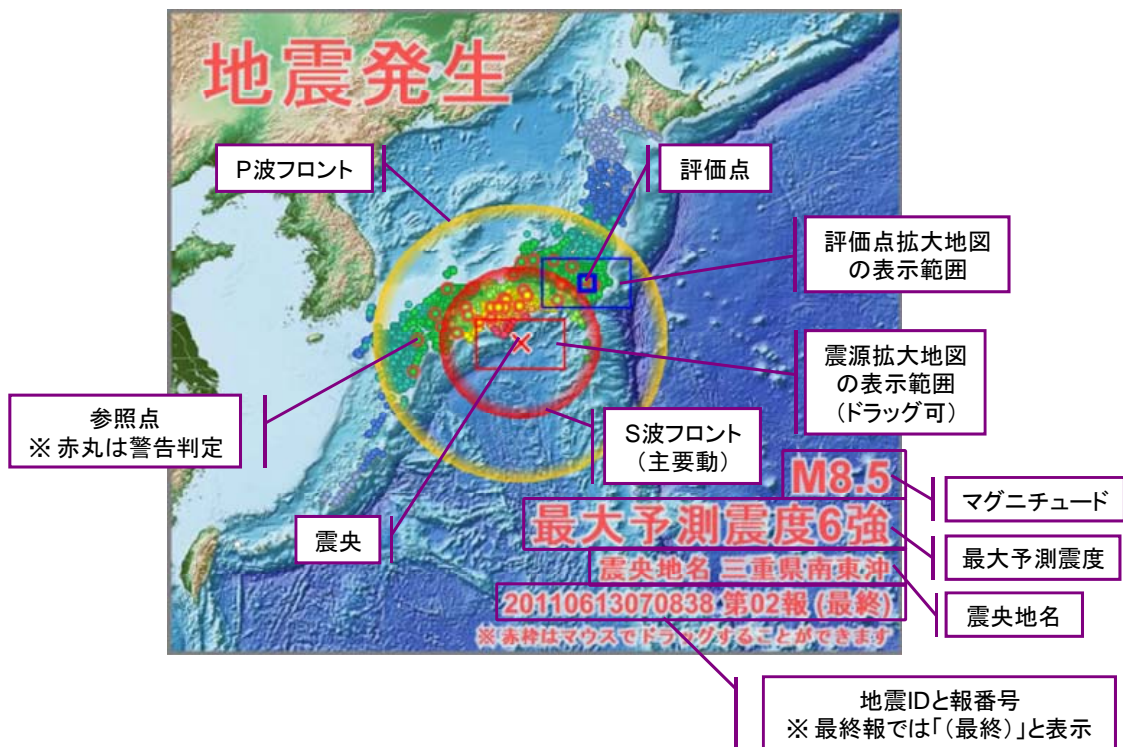 地震発生
P波フロント
評価点
評価点拡大地図
の表示範囲
震源拡大地図
の表示範囲
（ドラッグ可）
参照点
※ 赤丸は警告判定
S波フロント
（主要動）
M8.5
マグニチュード
震央
最大予測震度6強
最大予測震度
震央地名 三重県南東沖
震央地名
20110613070838 第02報 (最終)
※赤枠はマウスでドラッグすることができます
地震IDと報番号
※ 最終報では「（最終）」と表示